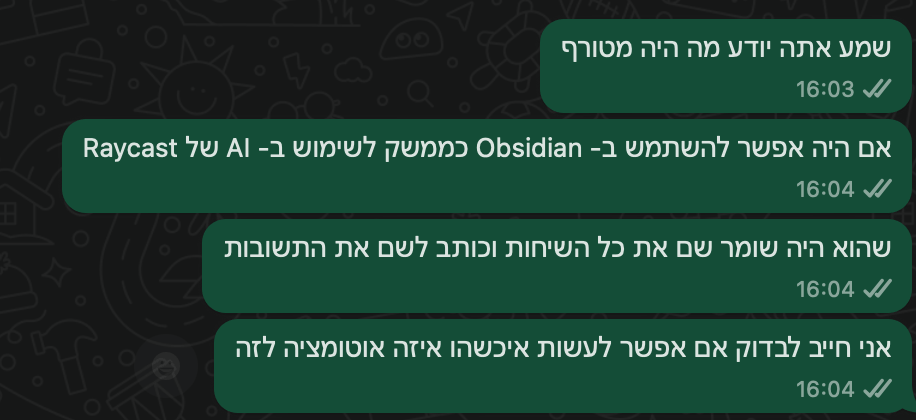 שמע אתה יודע מה היה מטורף
16:03
אם היה אפשר להשתמש ב- Obsidian כממשק לשימוש ב- AI של Raycast
16:04
שהוא היה שומר שם את כל השיחות וכותב לשם את התשובות
16:04
אני חייב לבדוק אם אפשר לעשות איכשהו איזה אוטומציה לזה
16:04